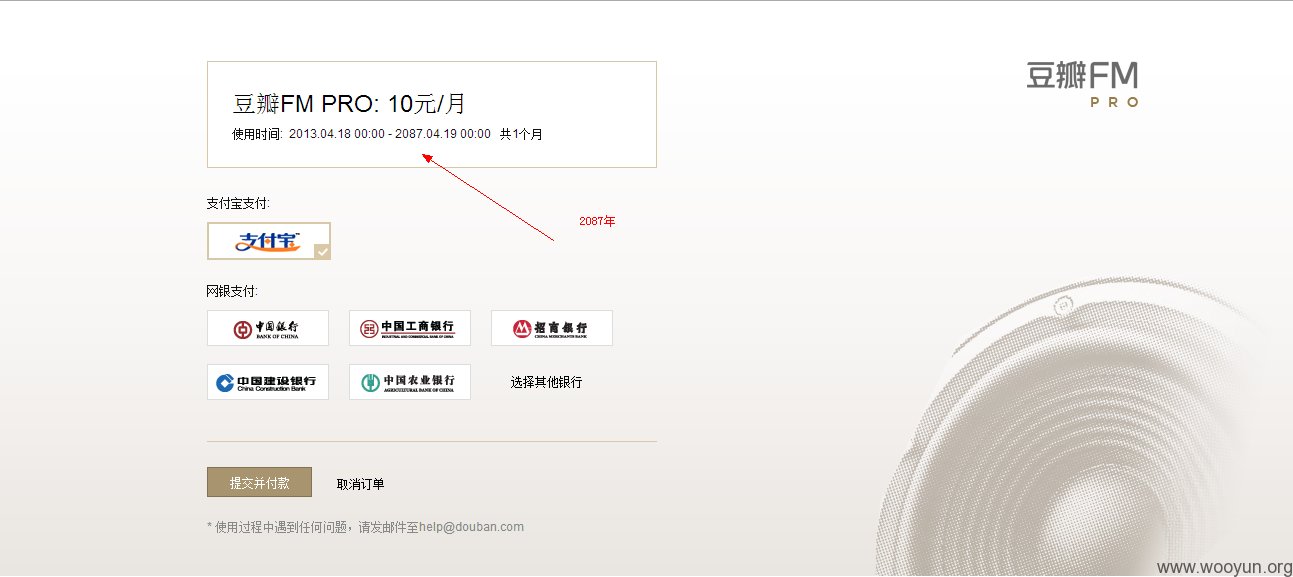 豆瓣FM
PRO
豆瓣FM PRO: 10元/月
使用时间: 2013.04.18 00:00 - 2087.04.19 00:00 共1个月
2087年
支付宝支付:
支付宝
网银支付:
中国银行
BANK OF CHINA
中国工商银行
INDUSTRIAL AND COMMERCIAL BANK OF CHINA
招商银行
CHINA MERCHANTS BANK
中国建设银行
China Construction Bank
中国农业银行
AGRICULTURAL BANK OF CHINA
选择其他银行
提交并付款 取消订单
* 使用过程中遇到任何问题，请发邮件至help@douban.com
www.wooyun.org